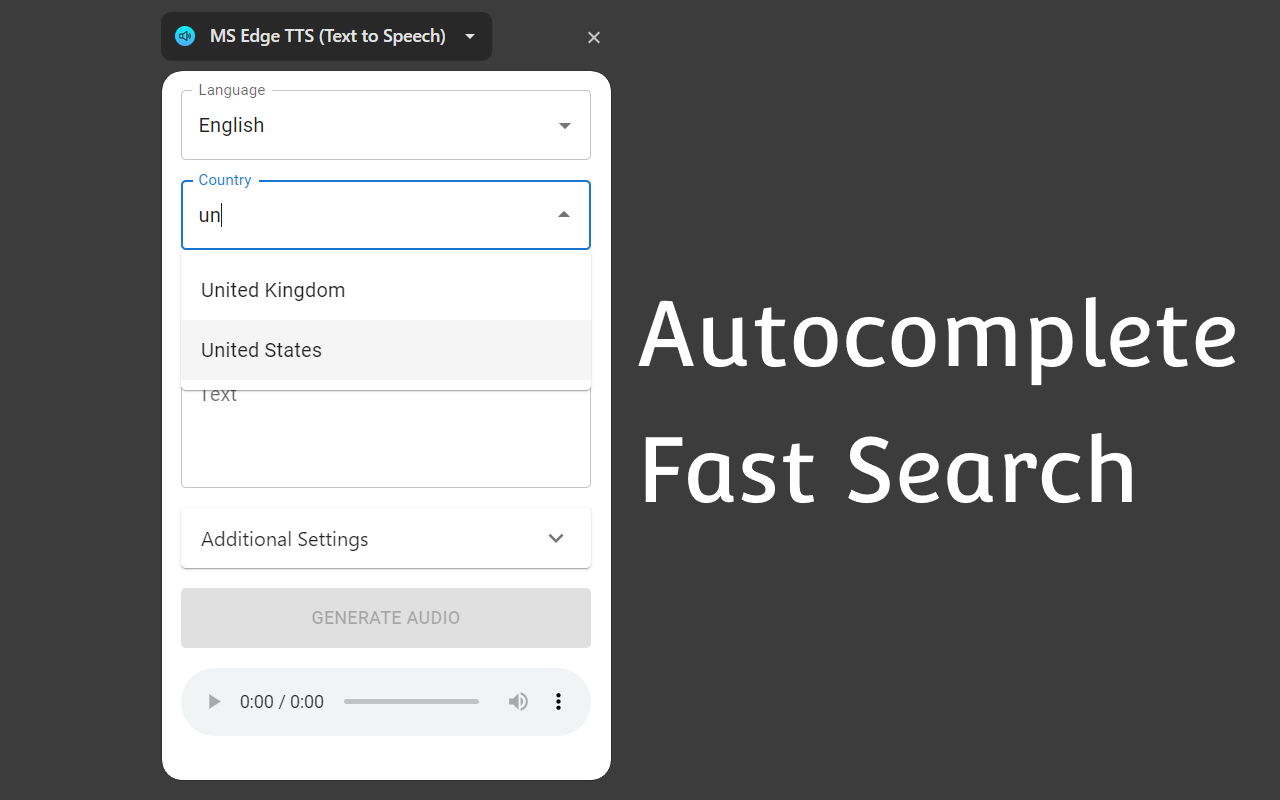 MS Edge TTS (Text to Speech)
Language
English
Country
un
United Kingdom
United States
Text
Additional Settings
GENERATE AUDIO
0:00 / 0:00
Autocomplete
Fast Search